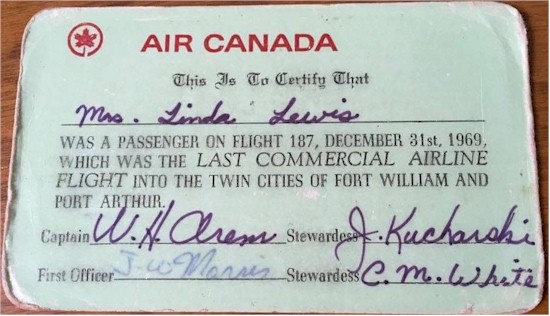 AIR CANADA
This Is To Certify That
Mrs. Linda Lewis
WAS A PASSENGER ON FLIGHT 187, DECEMBER 31st, 1969,
WHICH WAS THE LAST COMMERCIAL AIRLINE
FLIGHT INTO THE TWIN CITIES OF FORT WILLIAM AND
PORT ARTHUR.
Captain W. H. Orem Stewardess J. Kucharski
First Officer J. W Morris Stewardess C. M. White